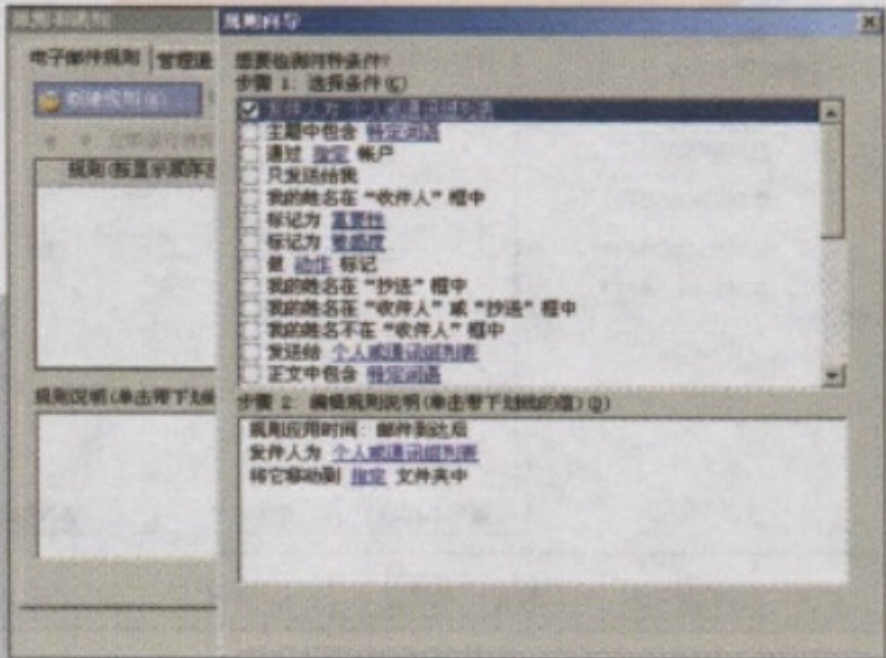 规则和通知
规则向导
电子邮件规则
管理通
新建规则(N)...
立即运行规则
规则(按显示顺序应
规则说明(单击带下划线
想要检测何种条件?
步骤 1: 选择条件(C)
发件人为 个人或通讯组列表
主题中包含 特定词语
通过 指定 帐户
只发送给我
我的姓名在“收件人”框中
标记为 重要性
标记为 敏感度
做 动作 标记
我的姓名在“抄送”框中
我的姓名在“收件人”或“抄送”框中
我的姓名不在“收件人”框中
发送给 个人或通讯组列表
正文中包含 特定词语
步骤 2: 编辑规则说明(单击带下划线的值)(D)
规则应用时间: 邮件到达后
发件人为 个人或通讯组列表
将它移动到 指定 文件夹中